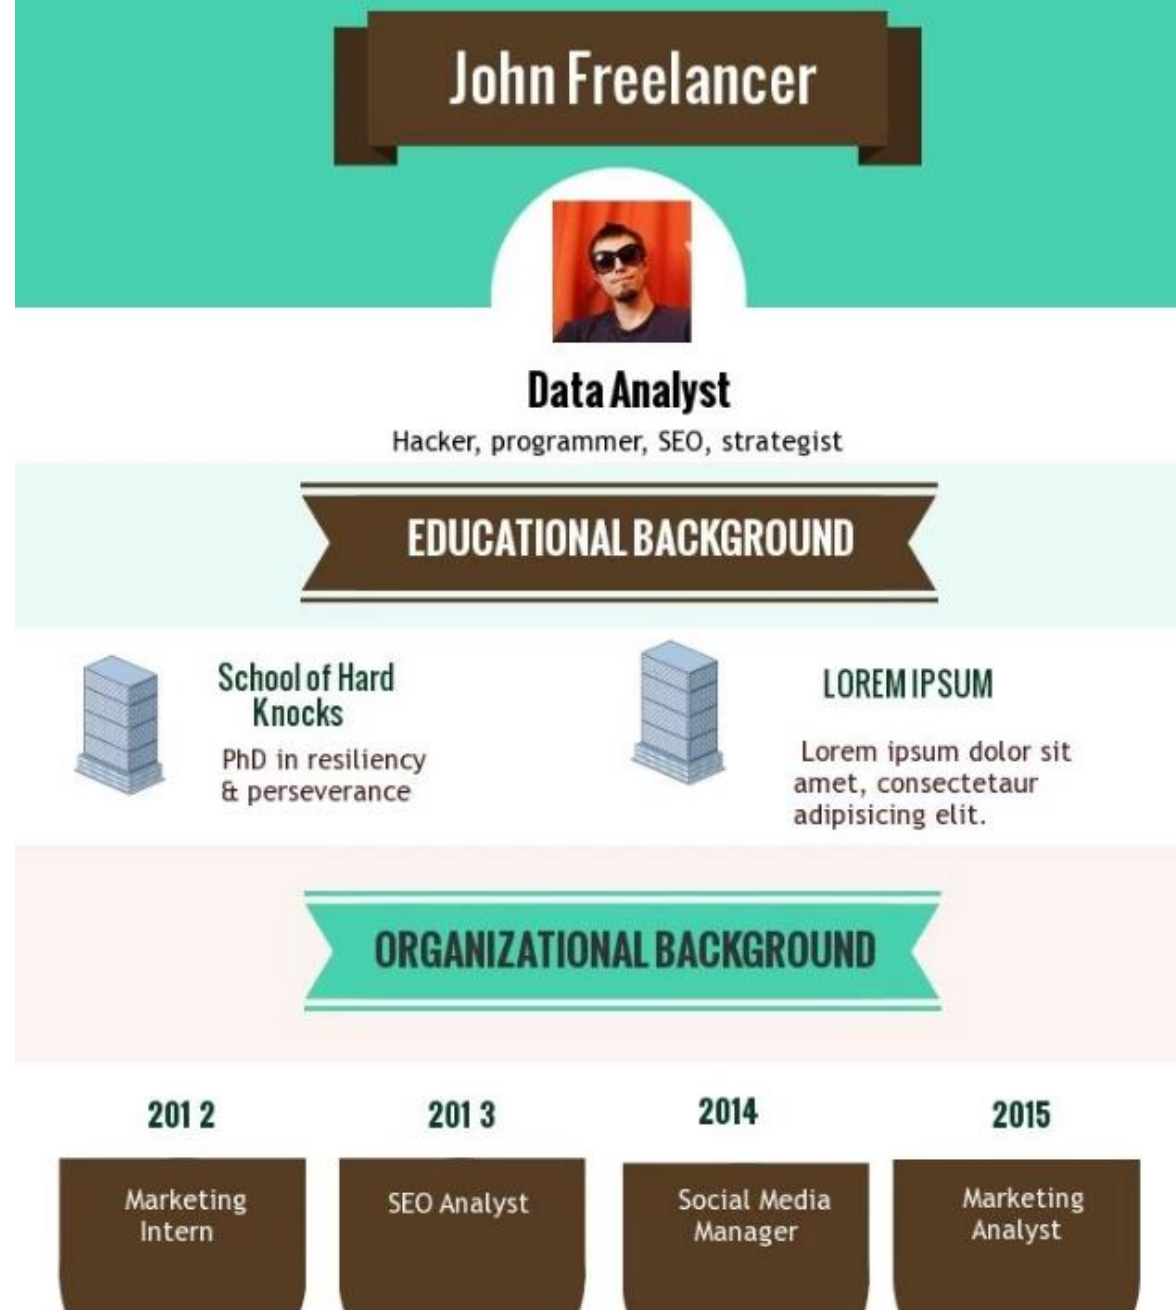 John Freelancer
Data Analyst
Hacker, programmer, SEO, strategist
EDUCATIONAL BACKGROUND
School of Hard
Knocks
PhD in resiliency
& perseverance
LOREM IPSUM
Lorem ipsum dolor sit
amet, consectetaur
adipisicing elit.
ORGANIZATIONAL BACKGROUND
201 2
Marketing
Intern
201 3
SEO Analyst
2014
Social Media
Manager
2015
Marketing
Analyst